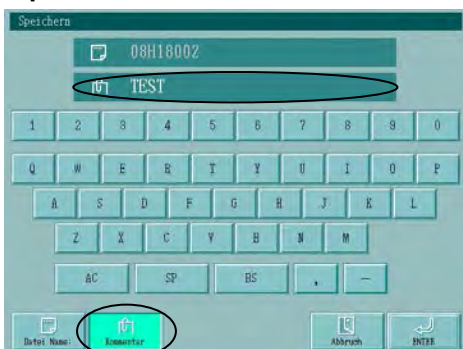 Speichern
08H18002
TEST
1 2 3 4 5 6 7 8 9 0
Q W E R T Y U I O P
A S D F G H J K L
Z X C V B N M
AC SP BS , −
Datei Name: Kommentar Abbruch ENTER